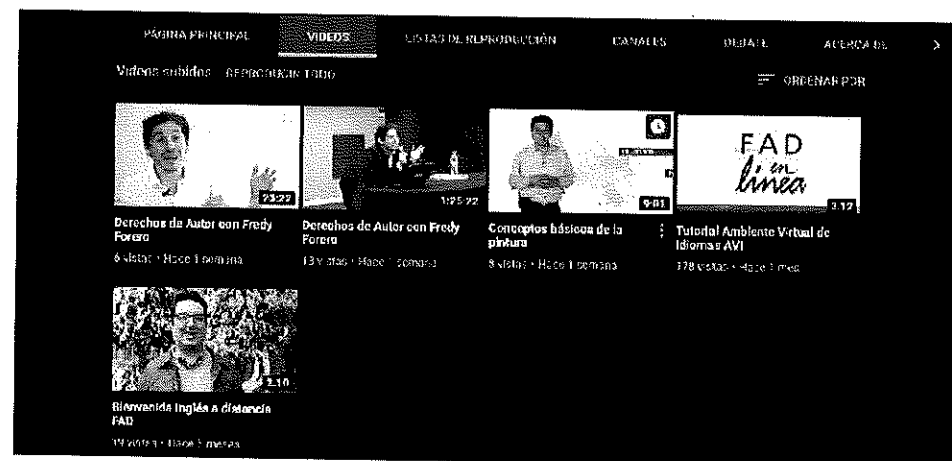 PÁGINA PRINCIPAL VIDEOS LISTAS DE REPRODUCCIÓN CANALES DEBATE ACERCA DE >
Videos subidos REPRODUCIR TODO ORDENAR POR
23:22 1:25:22 9:01 3:12
FAD
en
línea
Derechos de Autor con Fredy
Forero
6 vistas • Hace 1 semana
Derechos de Autor con Fredy
Forero
13 vistas • Hace 1 semana
Conceptos básicos de la
pintura
8 vistas • Hace 1 semana
Tutorial Ambiente Virtual de
Idiomas AVI
178 vistas • Hace 1 mes
2:10
Bienvenida Inglés a distancia
FAD
vistas • Hace meses